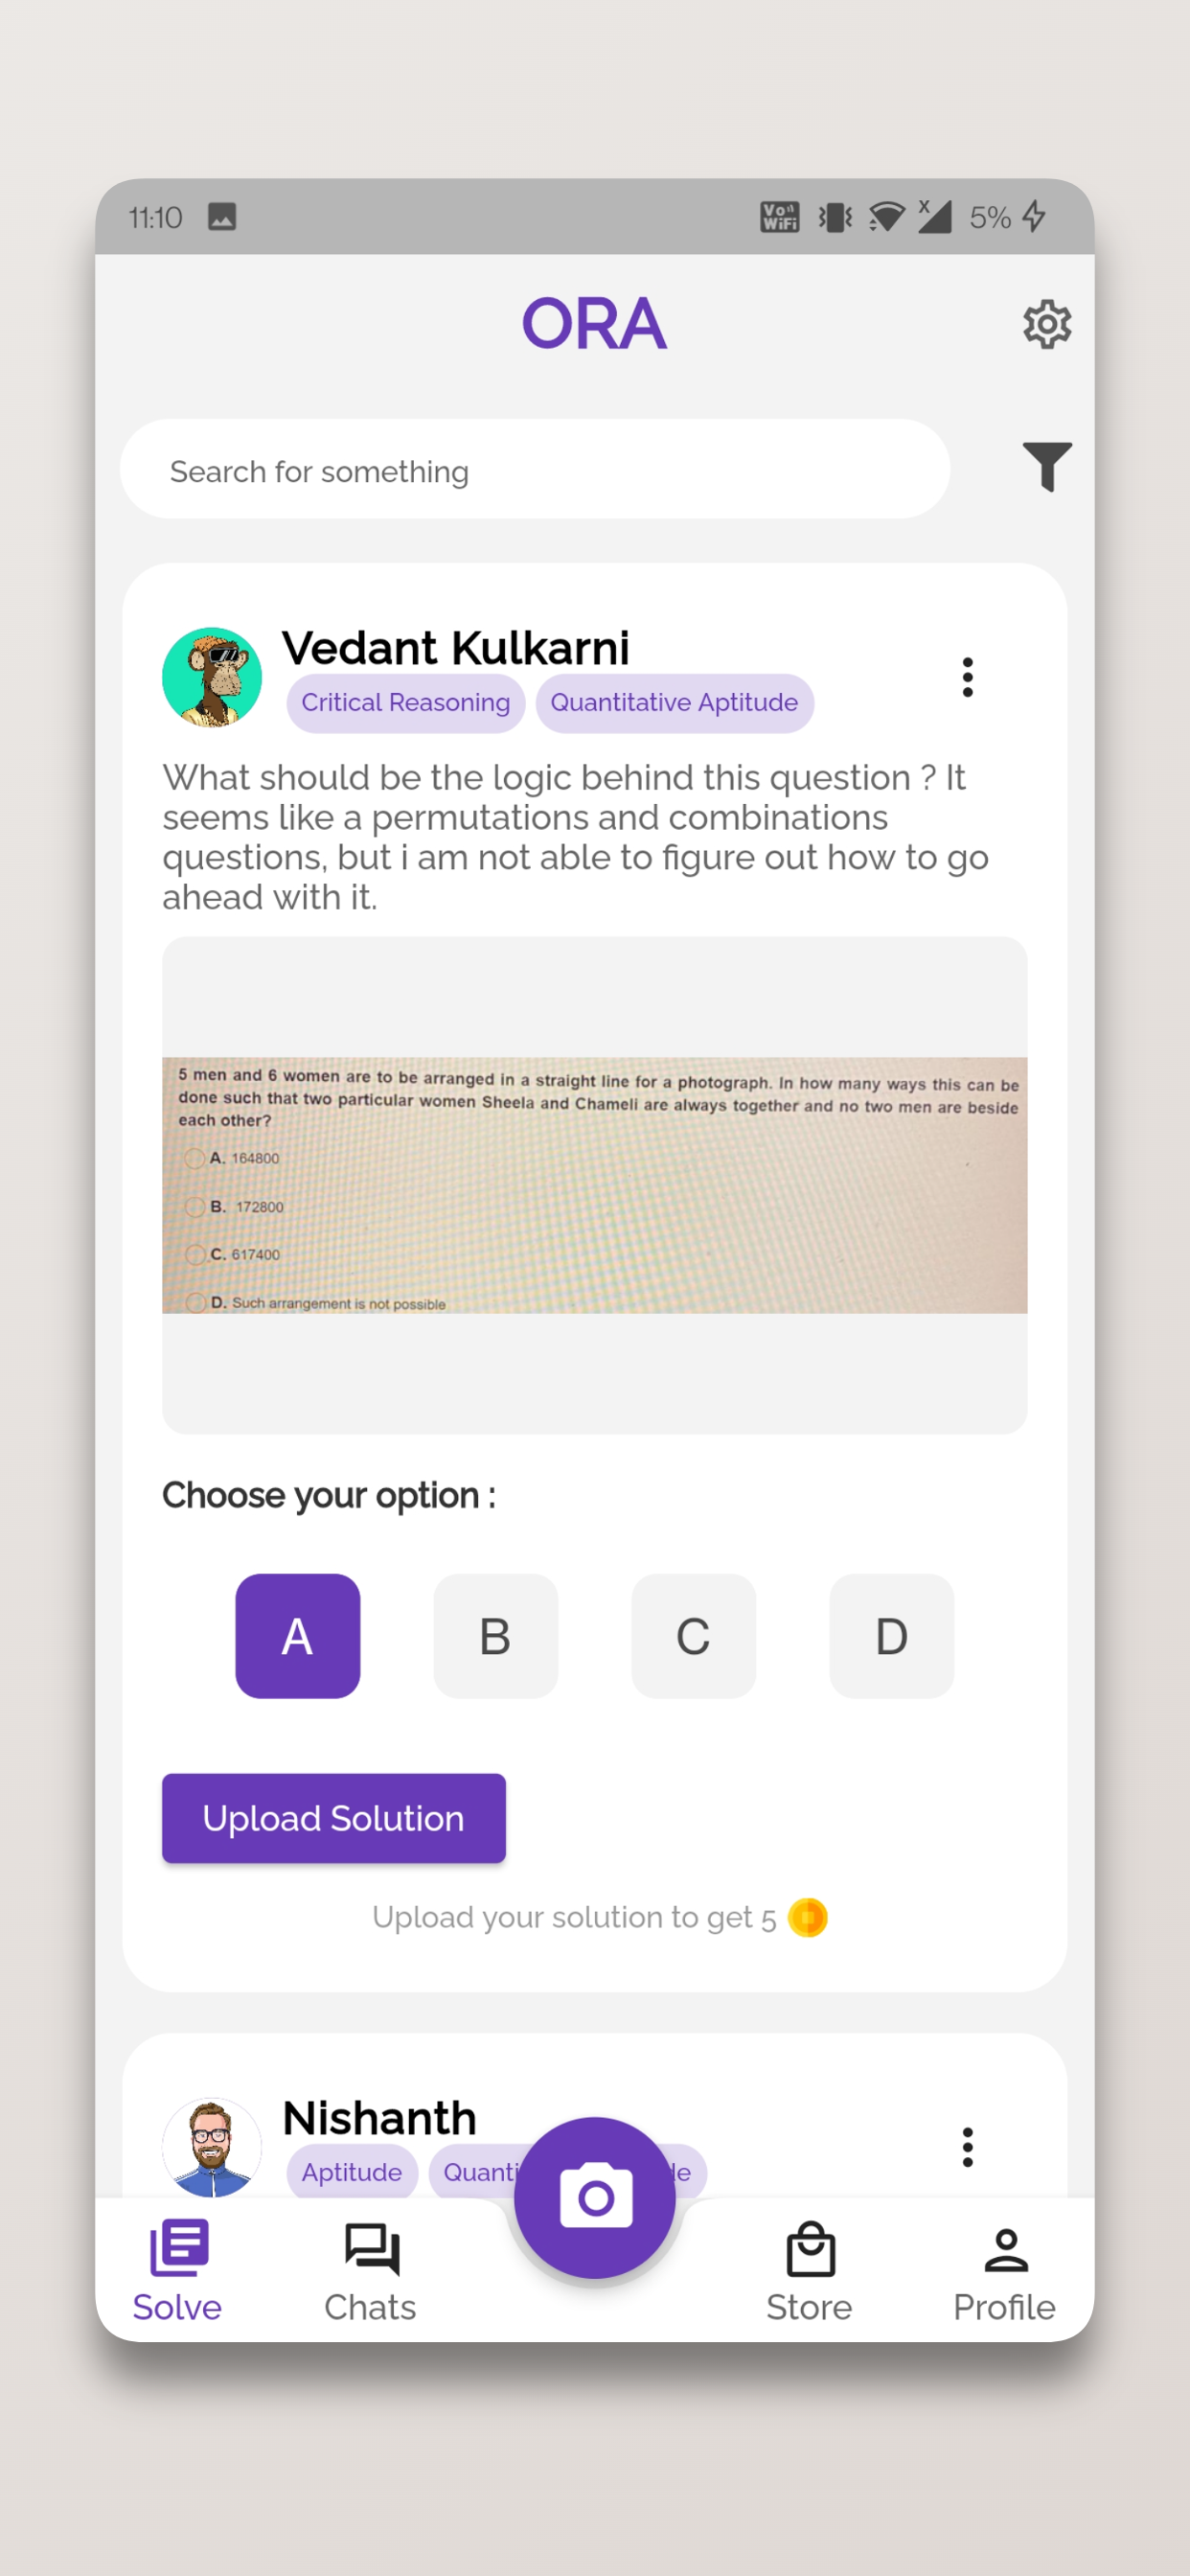 11:10
Vo WiFi
X
5%
ORA
Search for something
Vedant Kulkarni
Critical Reasoning
Quantitative Aptitude
What should be the logic behind this question ? It
seems like a permutations and combinations
questions, but i am not able to figure out how to go
ahead with it.
5 men and 6 women are to be arranged in a straight line for a photograph. In how many ways this can be
done such that two particular women Sheela and Chameli are always together and no two men are beside
each other?
A. 164800
B. 172800
C. 617400
D. Such arrangement is not possible
Choose your option :
A B C D
Upload Solution
Upload your solution to get 5
Nishanth
Aptitude
Solve
Chats
Store
Profile